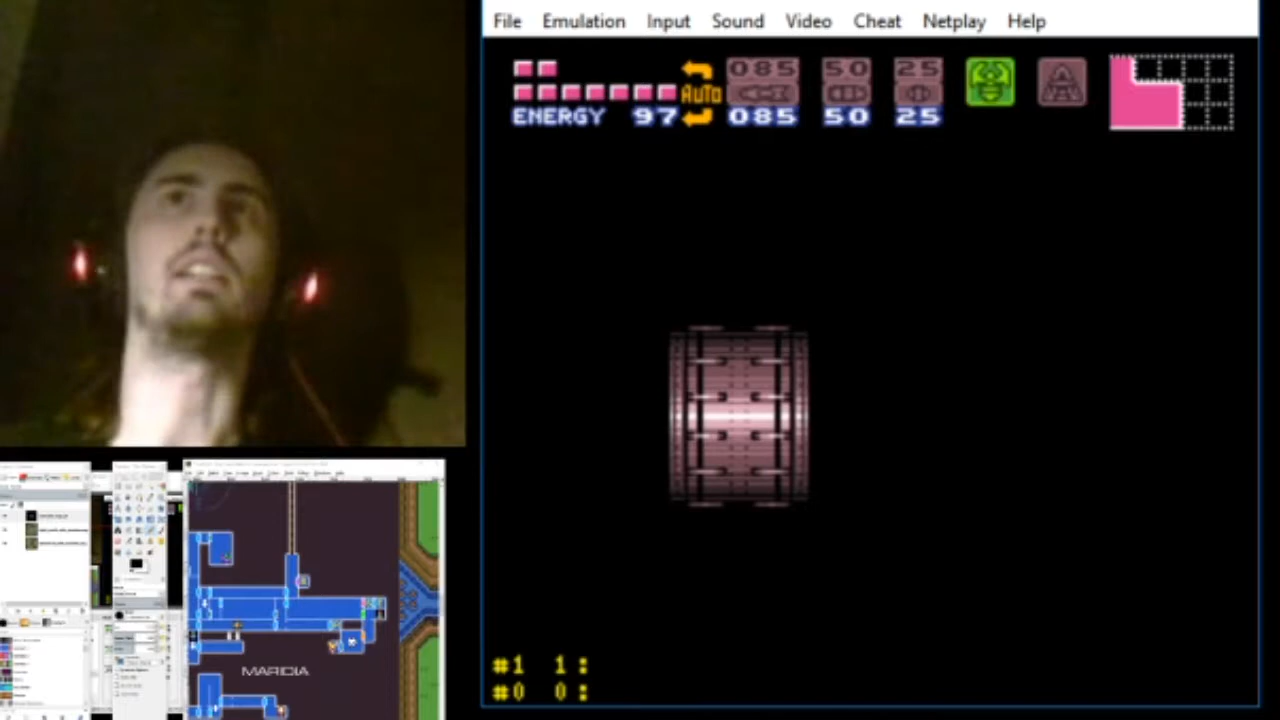 File Emulation Input Sound Video Cheat Netplay Help
085 50 25
AUTO
ENERGY 97 085 50 25
MARIDIA
#1 1:
#0 0: